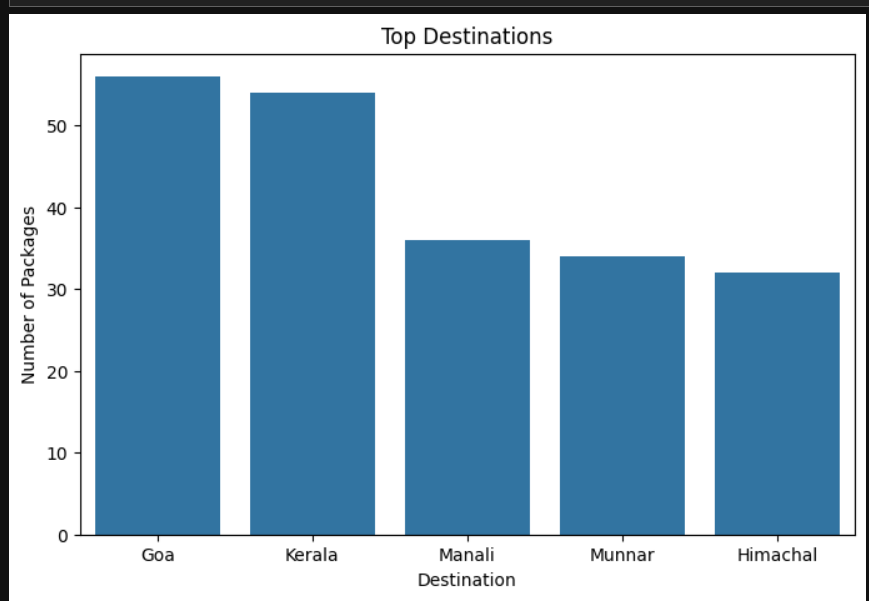 Top Destinations
Number of Packages
50
40
30
20
10
0
Goa Kerala Manali Munnar Himachal
Destination